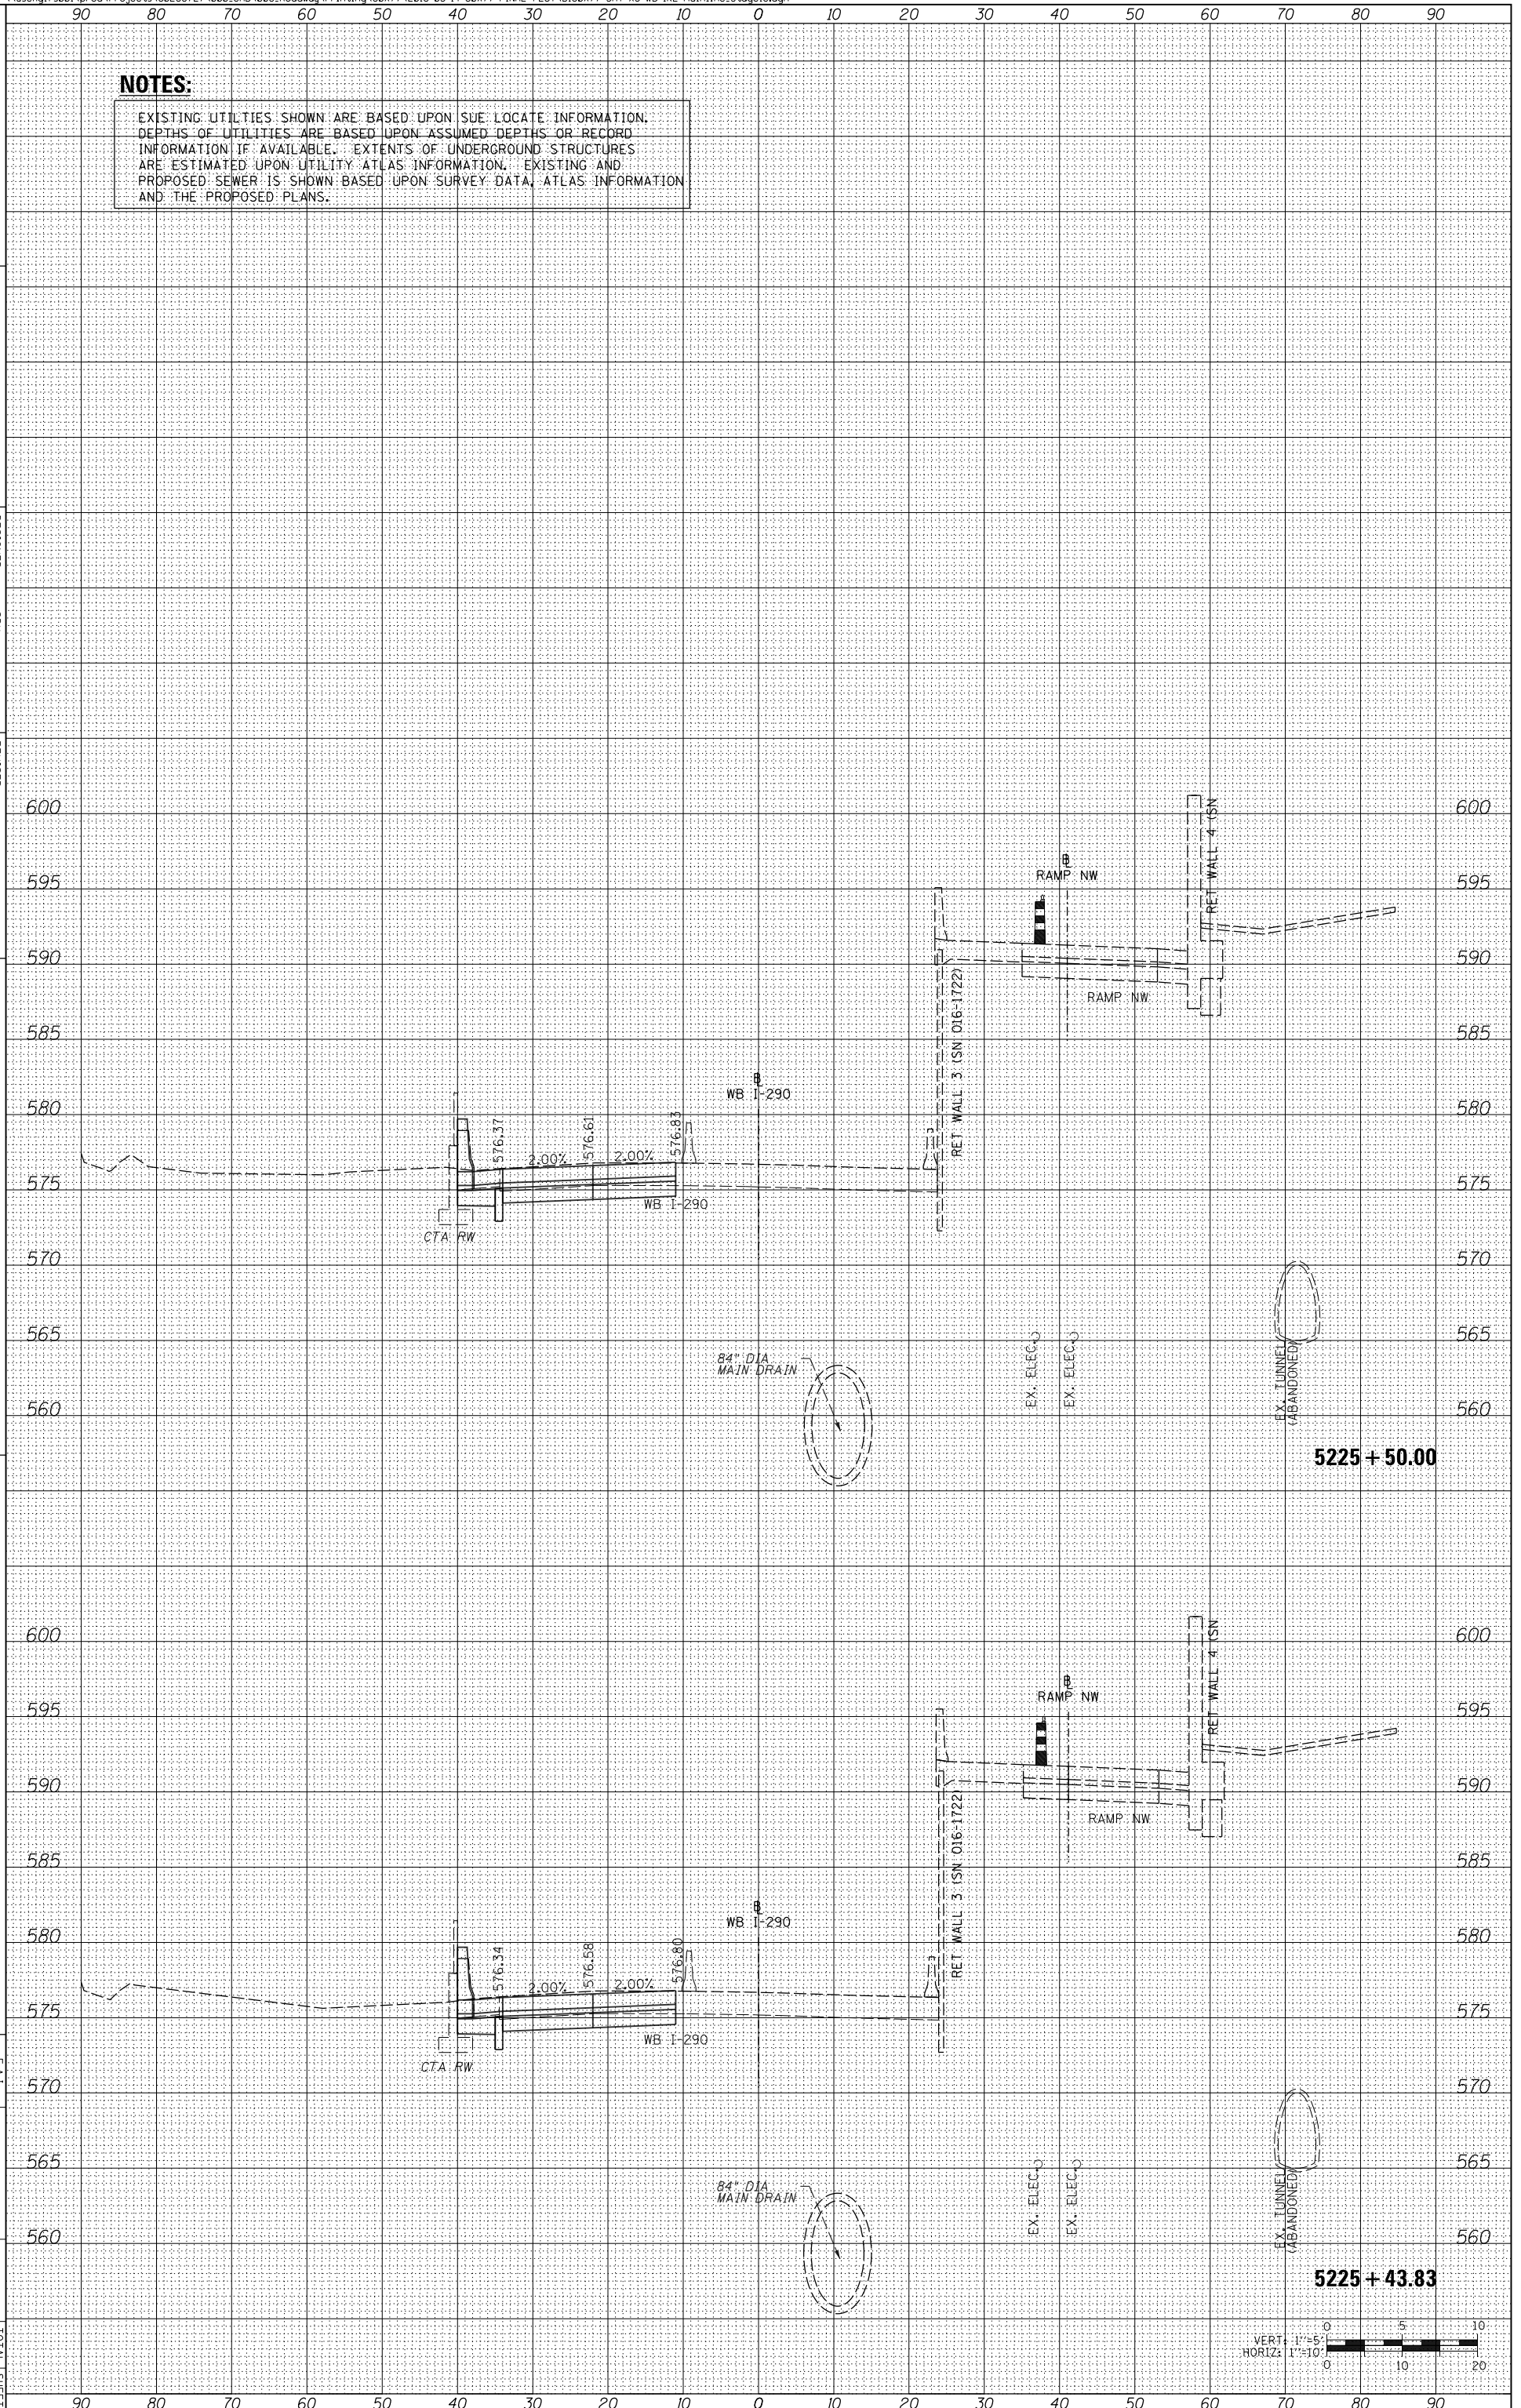 90 80 70 60 50 40 30 20 10 0 10 20 30 40 50 60 70 80 90
NOTES:
EXISTING UTILTIES SHOWN ARE BASED UPON SUE LOCATE INFORMATION.
DEPTHS OF UTILITIES ARE BASED UPON ASSUMED DEPTHS OR RECORD
INFORMATION IF AVAILABLE. EXTENTS OF UNDERGROUND STRUCTURES
ARE ESTIMATED UPON UTILITY ATLAS INFORMATION. EXISTING AND
PROPOSED SEWER IS SHOWN BASED UPON SURVEY DATA, ATLAS INFORMATION
AND THE PROPOSED PLANS.
600 600
595 595
590 590
585 585
580 580
575 575
570 570
565 565
560 560
RET WALL 4 (SN
RAMP NW
RAMP NW
RET WALL 3 (SN 016-1722)
WB I-290
576.37
2.00%
576.61
2.00%
576.83
WB I-290
CTA RW
84" DIA
MAIN DRAIN
EX. ELEC.
EX. ELEC.
EX. TUNNEL
(ABANDONED)
5225+50.00
600 600
595 595
590 590
585 585
580 580
575 575
570 570
565 565
560 560
RET WALL 4 (SN
RAMP NW
RAMP NW
RET WALL 3 (SN 016-1722)
WB I-290
576.34
2.00%
576.58
2.00%
576.80
WB I-290
CTA RW
84" DIA
MAIN DRAIN
EX. ELEC.
EX. ELEC.
EX. TUNNEL
(ABANDONED)
5225+43.83
0 5 10
VERT: 1"=5'
HORIZ: 1"=10'
0 10 20
90 80 70 60 50 40 30 20 10 0 10 20 30 40 50 60 70 80 90